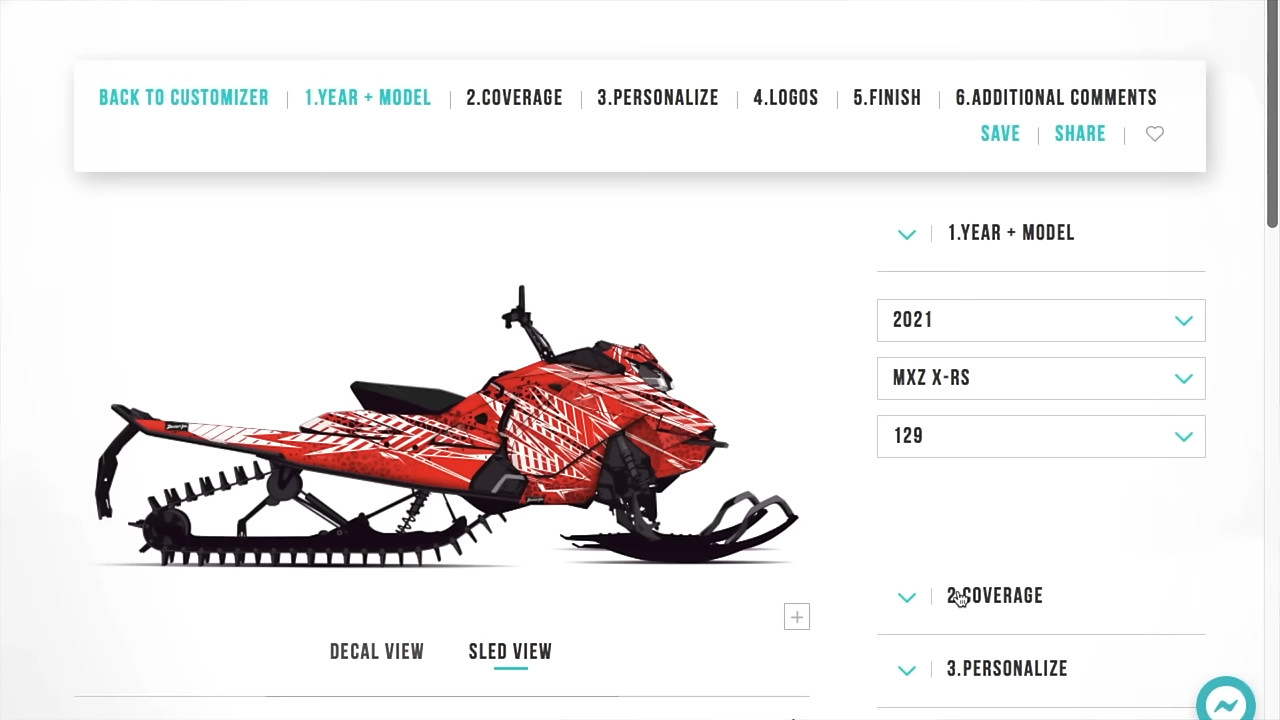 BACK TO CUSTOMIZER | 1.YEAR + MODEL | 2.COVERAGE | 3.PERSONALIZE | 4.LOGOS | 5.FINISH | 6.ADDITIONAL COMMENTS
SAVE | SHARE |
1.YEAR + MODEL
2021
MXZ X-RS
129
2.COVERAGE
DECAL VIEW SLED VIEW
3.PERSONALIZE